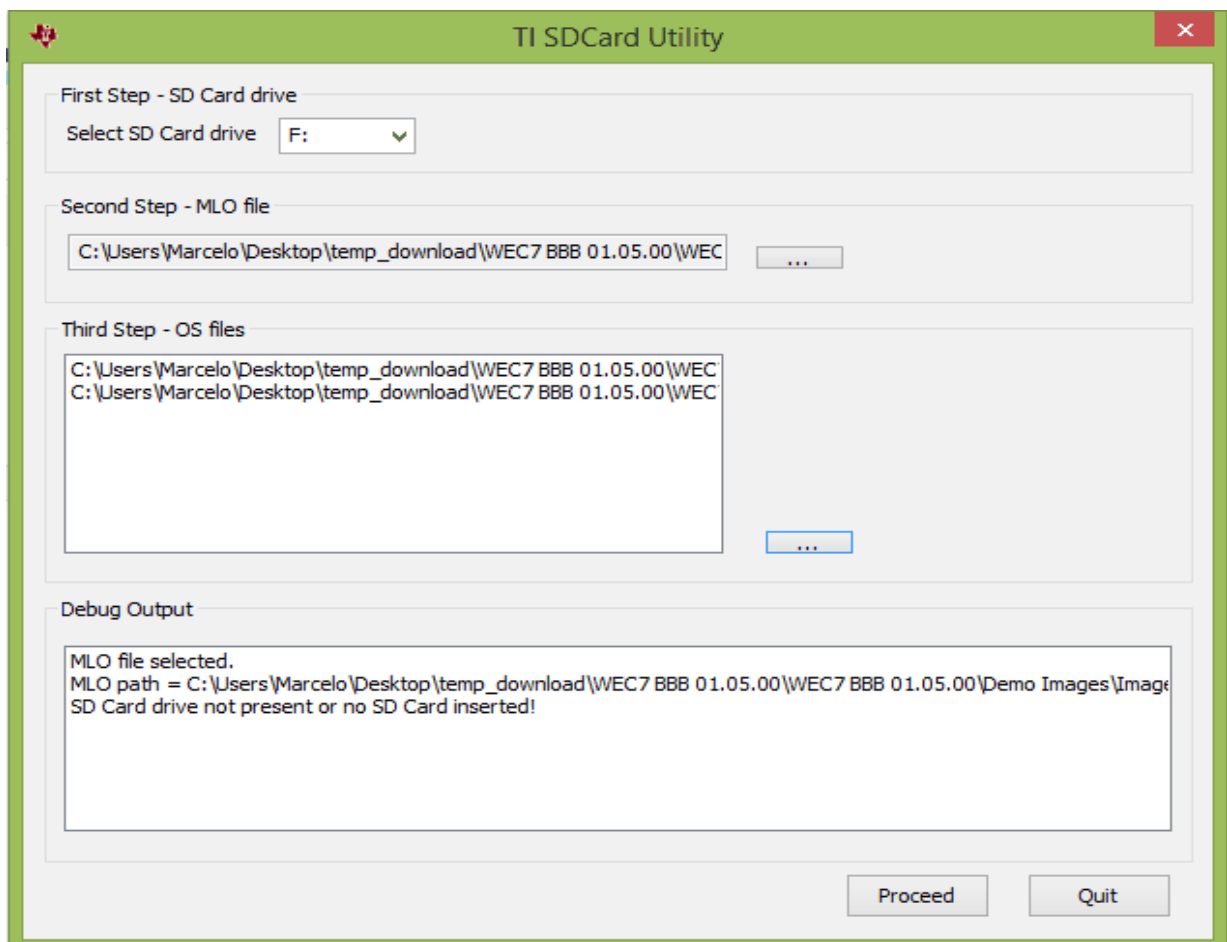 TI SDCard Utility
First Step - SD Card drive
Select SD Card drive F:
Second Step - MLO file
C:\Users\Marcelo\Desktop\temp_download\WEC7 BBB 01.05.00\WEC
...
Third Step - OS files
C:\Users\Marcelo\Desktop\temp_download\WEC7 BBB 01.05.00\WEC
C:\Users\Marcelo\Desktop\temp_download\WEC7 BBB 01.05.00\WEC
...
Debug Output
MLO file selected.
MLO path = C:\Users\Marcelo\Desktop\temp_download\WEC7 BBB 01.05.00\WEC7 BBB 01.05.00\Demo Images\Image
SD Card drive not present or no SD Card inserted!
Proceed Quit